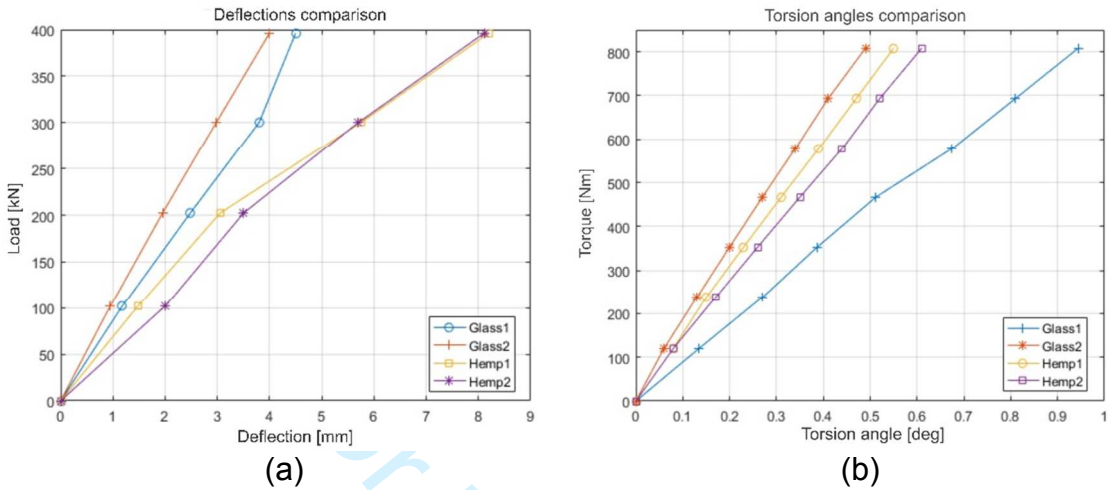 Deflections comparison
400
350
300
250
200
150
100
50
0
Load [kN]
0 1 2 3 4 5 6 7 8 9
Deflection [mm]
Glass1
Glass2
Hemp1
Hemp2
(a)
Torsion angles comparison
800
700
600
500
400
300
200
100
0
Torque [Nm]
0 0.1 0.2 0.3 0.4 0.5 0.6 0.7 0.8 0.9 1
Torsion angle [deg]
Glass1
Glass2
Hemp1
Hemp2
(b)